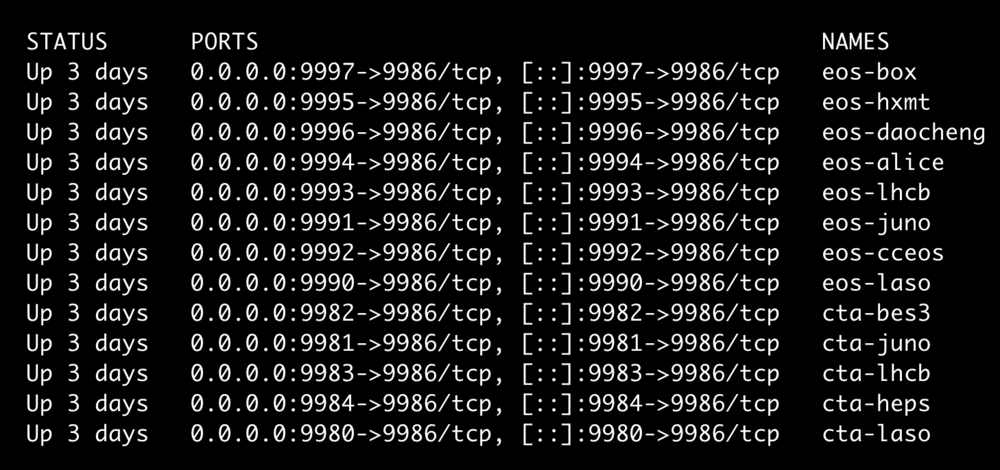 STATUS PORTS NAMES
Up 3 days 0.0.0.0:9997->9986/tcp, [::]:9997->9986/tcp eos-box
Up 3 days 0.0.0.0:9995->9986/tcp, [::]:9995->9986/tcp eos-hxmt
Up 3 days 0.0.0.0:9996->9986/tcp, [::]:9996->9986/tcp eos-daocheng
Up 3 days 0.0.0.0:9994->9986/tcp, [::]:9994->9986/tcp eos-alice
Up 3 days 0.0.0.0:9993->9986/tcp, [::]:9993->9986/tcp eos-lhcb
Up 3 days 0.0.0.0:9991->9986/tcp, [::]:9991->9986/tcp eos-juno
Up 3 days 0.0.0.0:9992->9986/tcp, [::]:9992->9986/tcp eos-cceos
Up 3 days 0.0.0.0:9990->9986/tcp, [::]:9990->9986/tcp eos-laso
Up 3 days 0.0.0.0:9982->9986/tcp, [::]:9982->9986/tcp cta-bes3
Up 3 days 0.0.0.0:9981->9986/tcp, [::]:9981->9986/tcp cta-juno
Up 3 days 0.0.0.0:9983->9986/tcp, [::]:9983->9986/tcp cta-lhcb
Up 3 days 0.0.0.0:9984->9986/tcp, [::]:9984->9986/tcp cta-heps
Up 3 days 0.0.0.0:9980->9986/tcp, [::]:9980->9986/tcp cta-laso